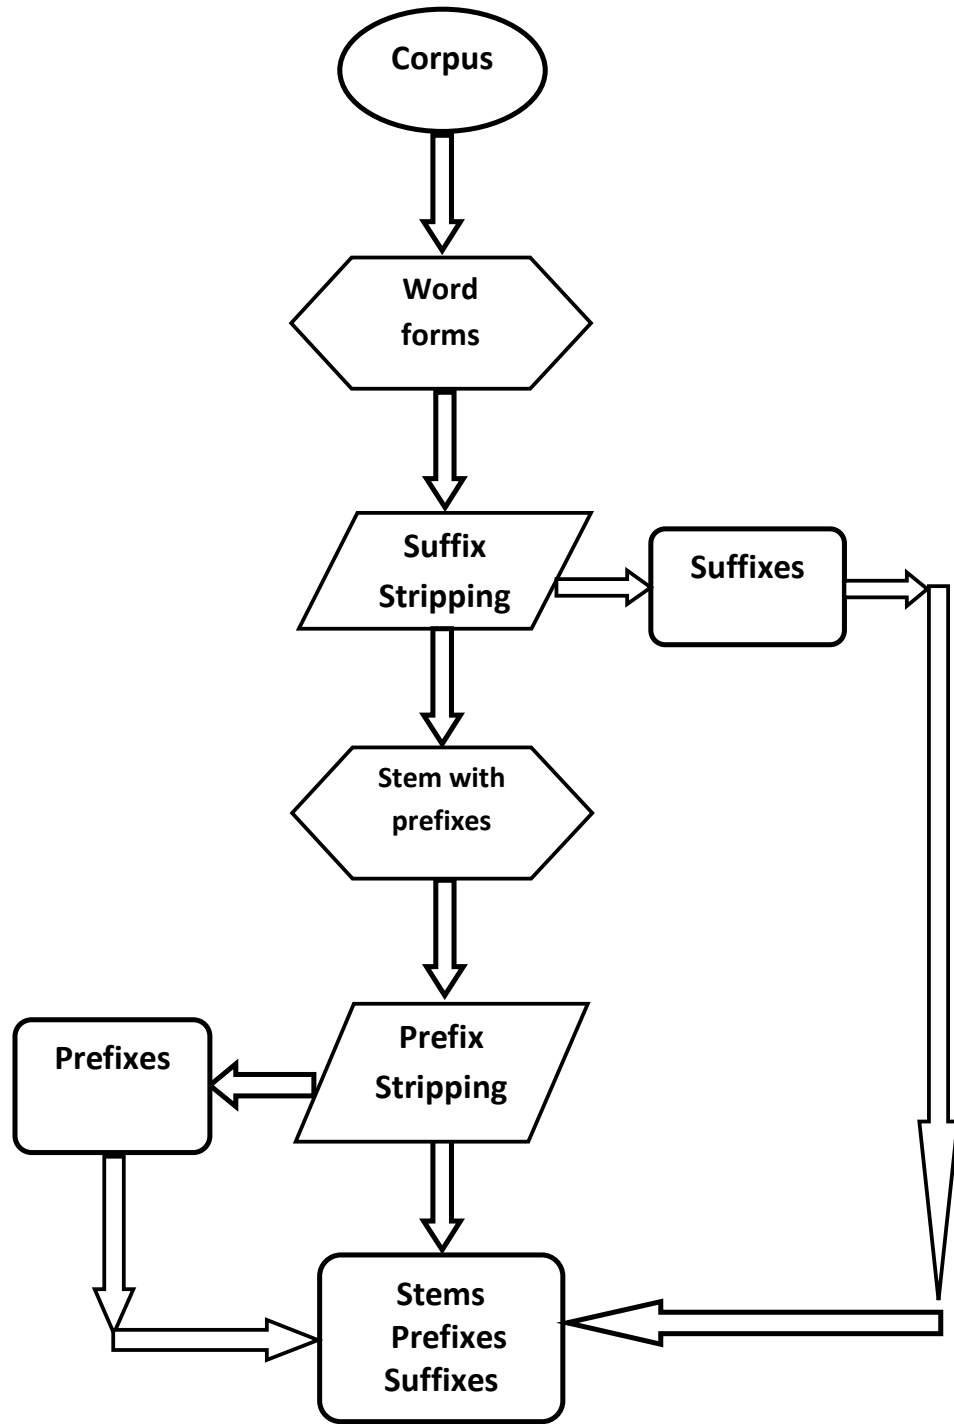 Corpus
Word
forms
Suffix
Stripping
Suffixes
Stem with
prefixes
Prefix
Stripping
Prefixes
Stems
Prefixes
Suffixes